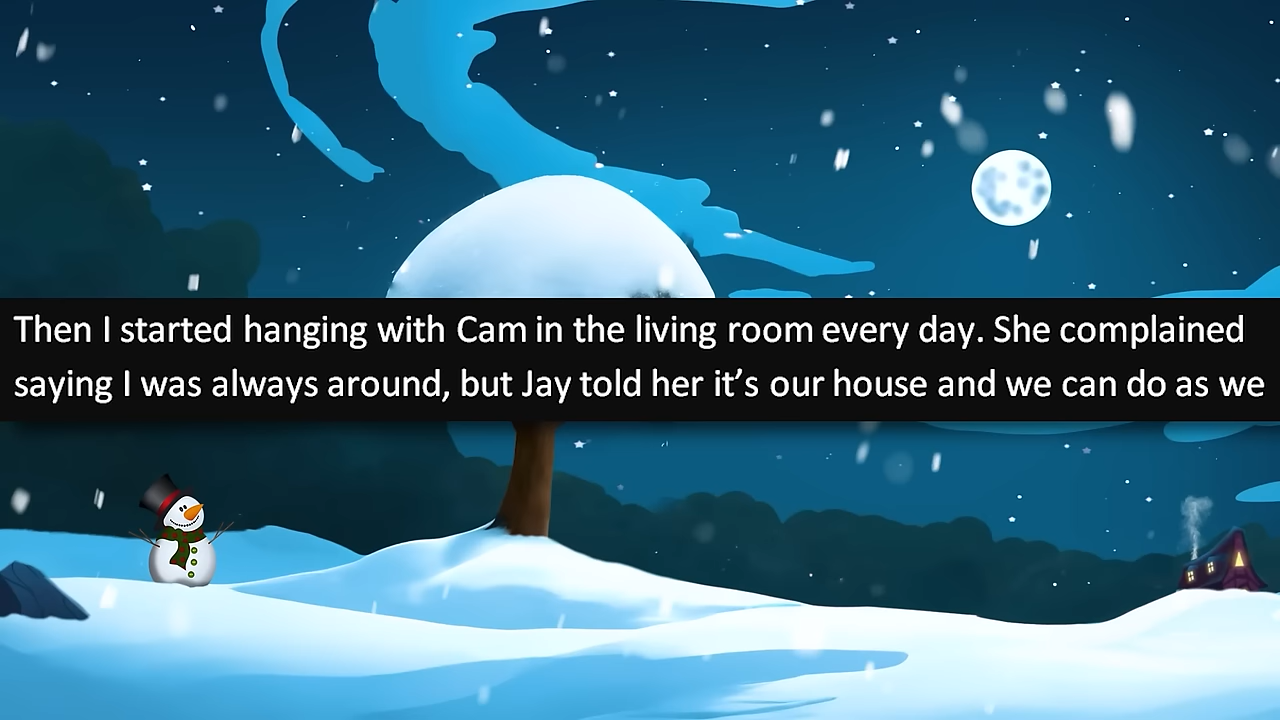 Then I started hanging with Cam in the living room every day. She complained
saying I was always around, but Jay told her it’s our house and we can do as we